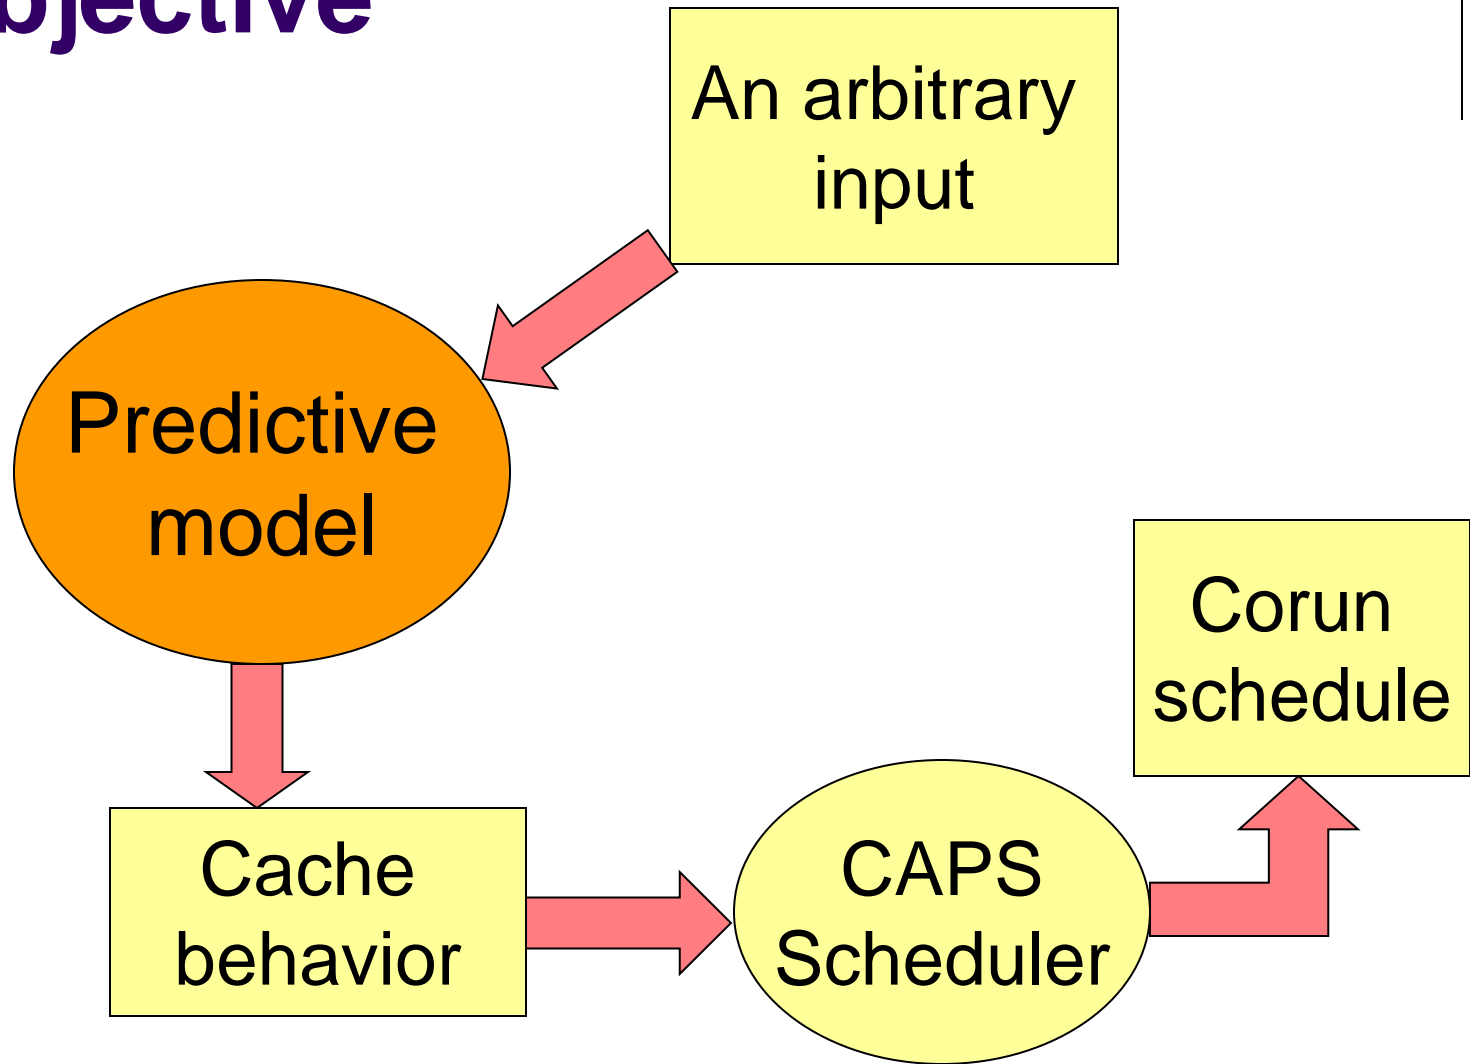 bjective
An arbitrary
input
Predictive
model
Cache
behavior
CAPS
Scheduler
Corun
schedule